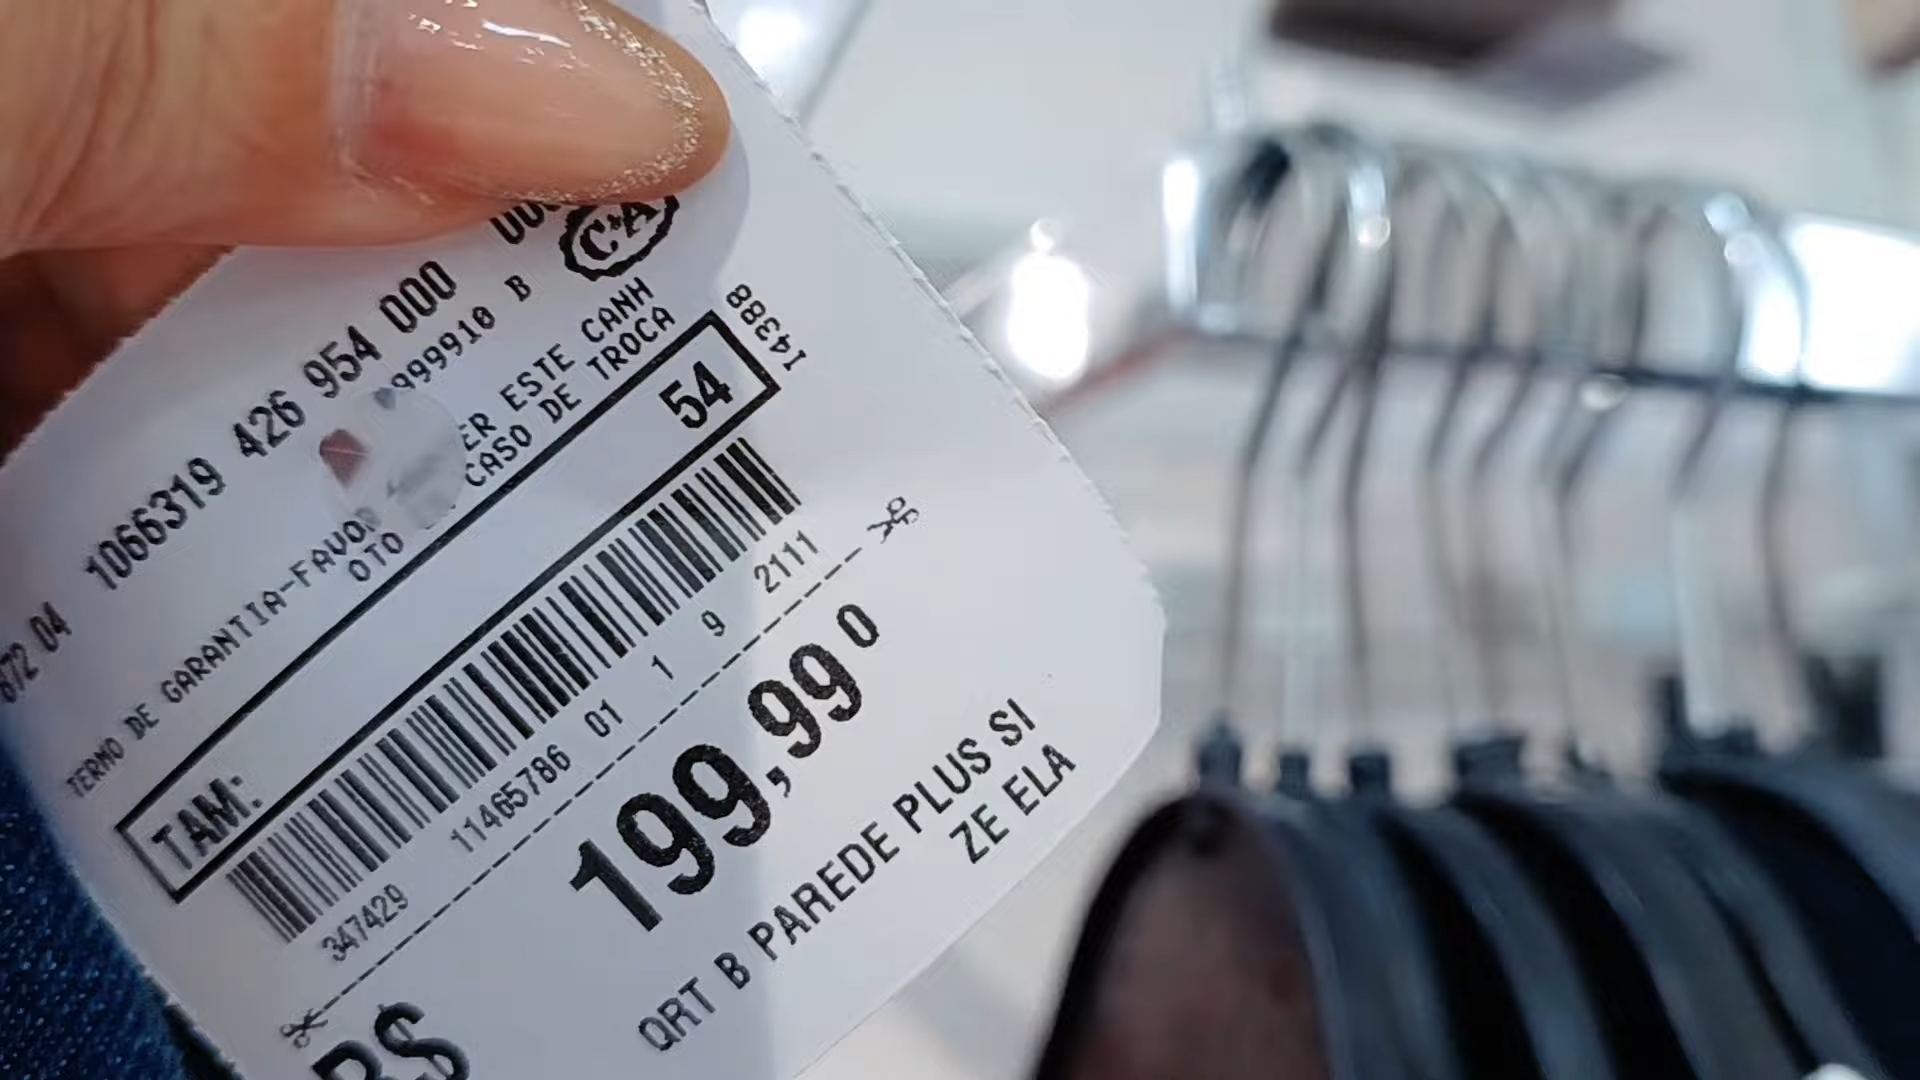 C&A
1066319 426 954 000
999910 B
14388
ER ESTE CANH
TERMO DE GARANTIA-FAVOR
CASO DE TROCA
OTO
TAM: 54
347429 11465786 01 1 9 2111
R$ 199,99 0
QRT B PAREDE PLUS SI
ZE ELA